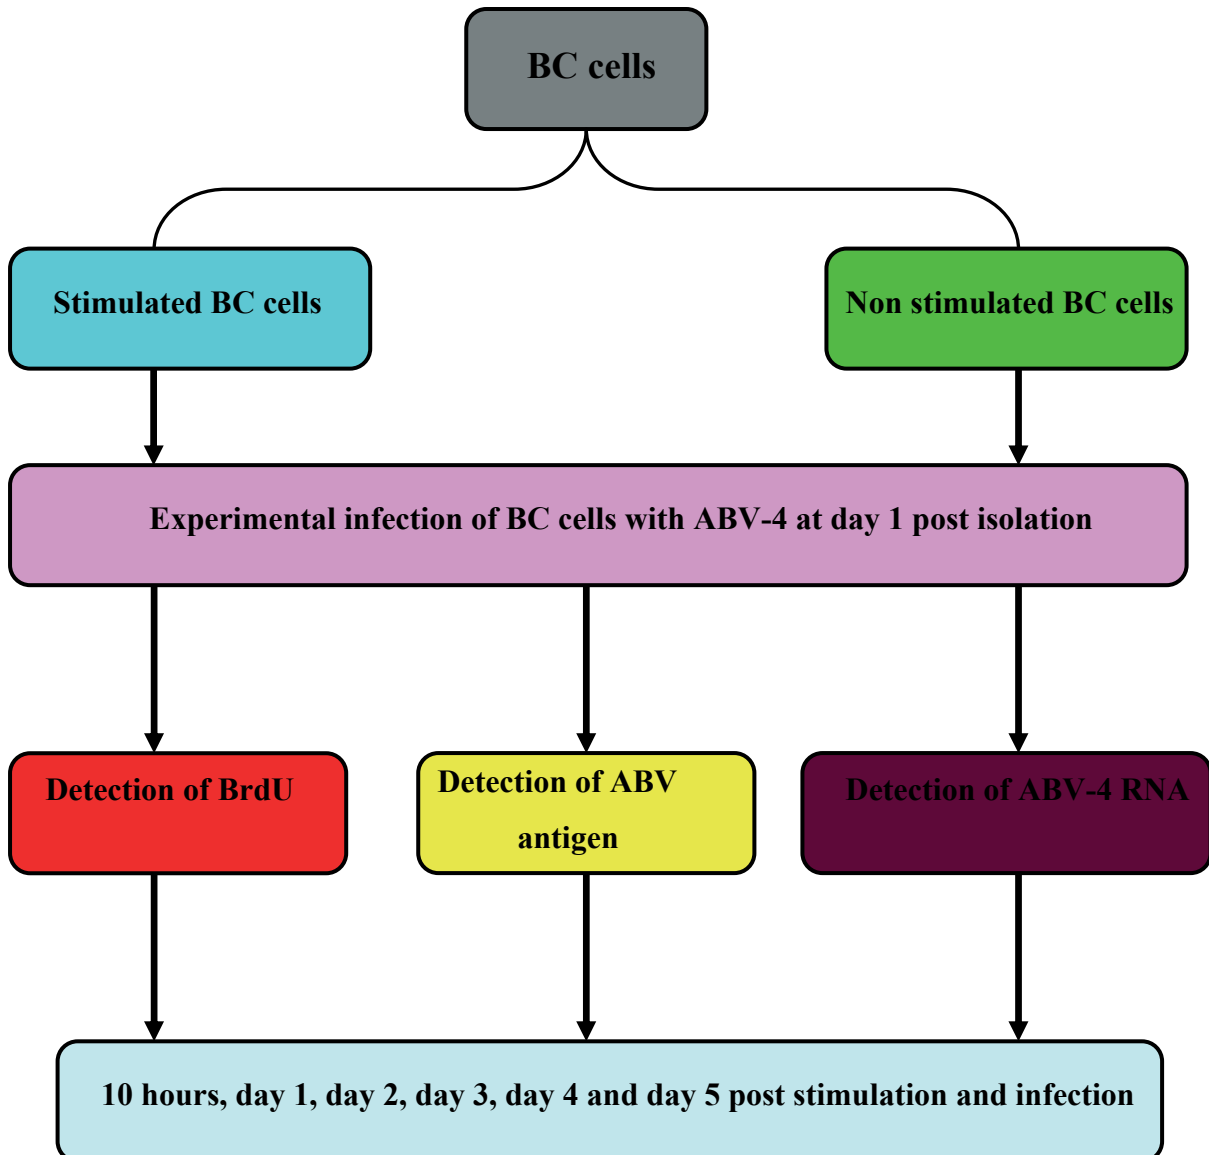 BC cells
Stimulated BC cells
Non stimulated BC cells
Experimental infection of BC cells with ABV-4 at day 1 post isolation
Detection of BrdU
Detection of ABV
antigen
Detection of ABV-4 RNA
10 hours, day 1, day 2, day 3, day 4 and day 5 post stimulation and infection